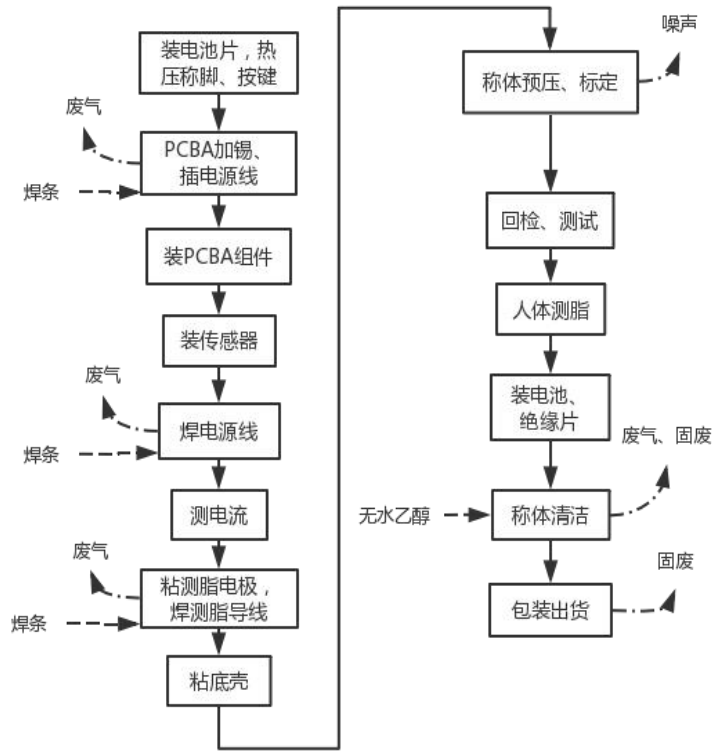 装电池片，热
压称脚、按键
废气
PCBA加锡、
插电源线
焊条
装PCBA组件
装传感器
废气
焊电源线
焊条
测电流
废气
粘测脂电极，
焊测脂导线
焊条
粘底壳
噪声
称体预压、标定
回检、测试
人体测脂
装电池、
绝缘片
废气、固废
无水乙醇
称体清洁
固废
包装出货